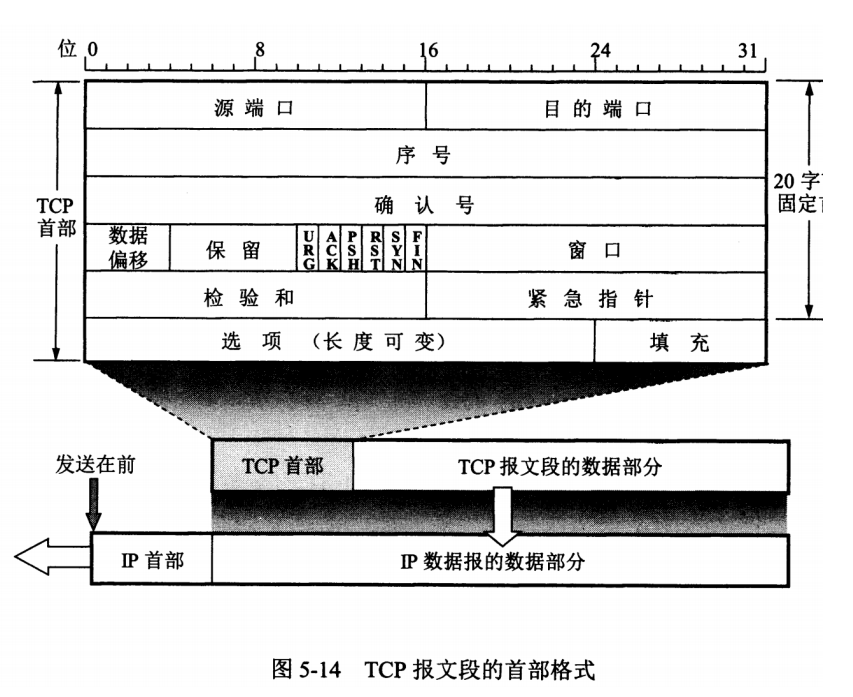 位 0 8 16 24 31
源端口 目的端口
序号
20 字
固定
TCP
首部
确认号
数据
偏移
保留
URG ACK PSH RST SYN FIN
窗口
检验和 紧急指针
选项 (长度可变) 填充
发送在前
TCP 首部 TCP 报文段的数据部分
IP 首部 IP 数据报的数据部分
图 5-14 TCP 报文段的首部格式